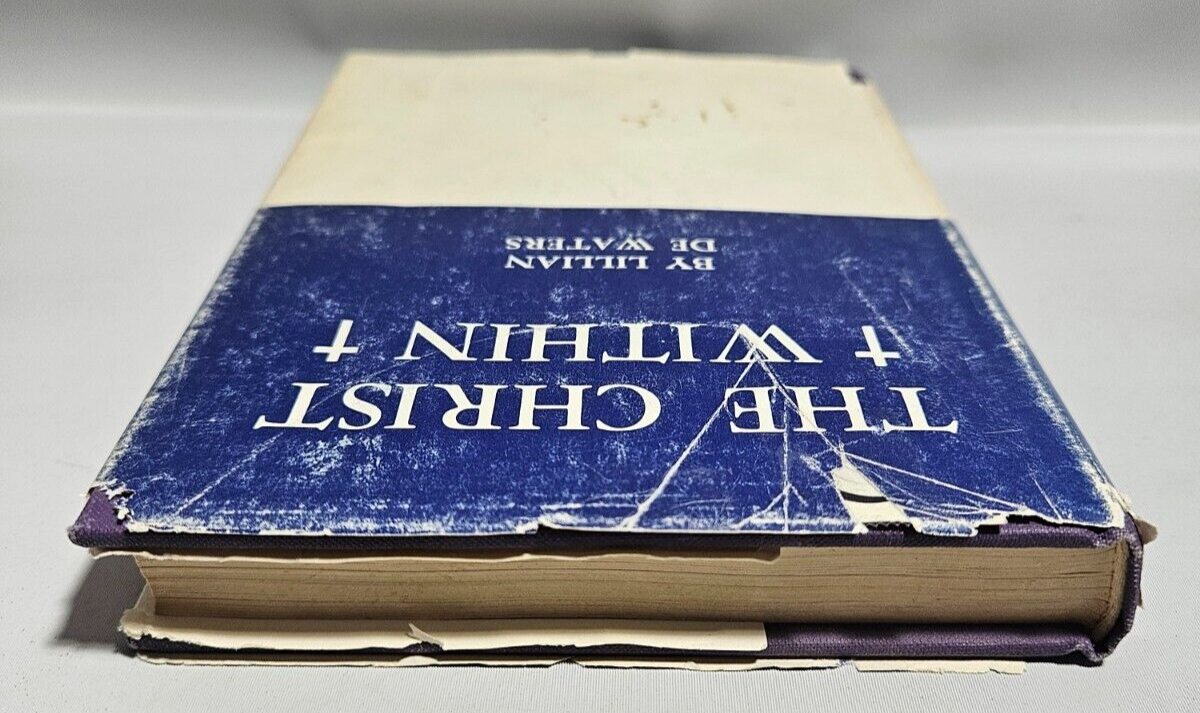 THE CHRIST
† WITHIN †
BY LILLIAN
DE WATERS